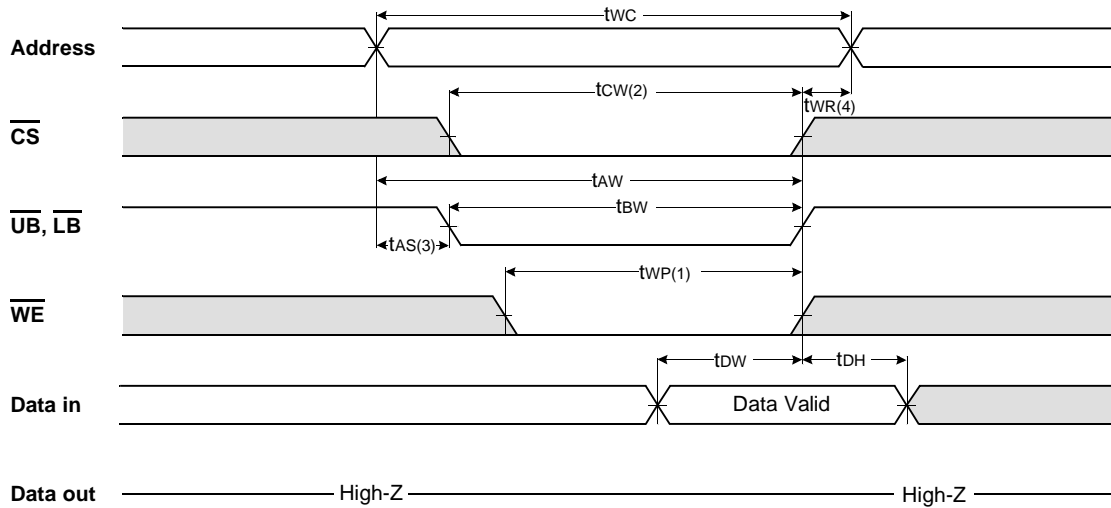 tWC
Address
tCW(2)
tWR(4)
CS
tAW
UB, LB
tBW
tAS(3)
tWP(1)
WE
tDW
tDH
Data in
Data Valid
Data out
High-Z
High-Z